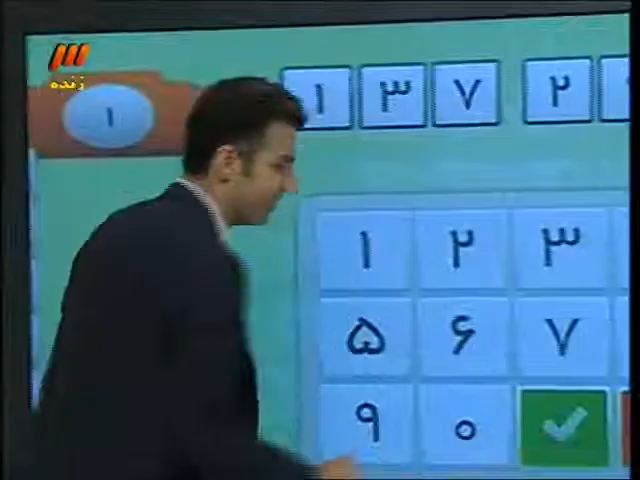 زنده
۱
۱ ۳ ۷ ۲
۱ ۲ ۳
۵ ۶ ۷
۹ ۰